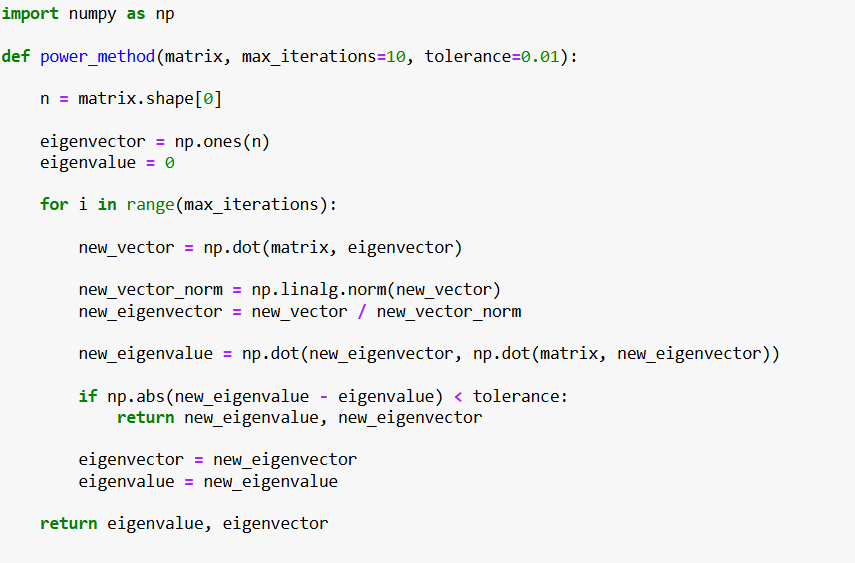 import numpy as np
def power_method(matrix, max_iterations=10, tolerance=0.01):
    n = matrix.shape[0]
    eigenvector = np.ones(n)
    eigenvalue = 0
    for i in range(max_iterations):
        new_vector = np.dot(matrix, eigenvector)
        new_vector_norm = np.linalg.norm(new_vector)
        new_eigenvector = new_vector / new_vector_norm
        new_eigenvalue = np.dot(new_eigenvector, np.dot(matrix, new_eigenvector))
        if np.abs(new_eigenvalue - eigenvalue) < tolerance:
            return new_eigenvalue, new_eigenvector
        eigenvector = new_eigenvector
        eigenvalue = new_eigenvalue
    return eigenvalue, eigenvector